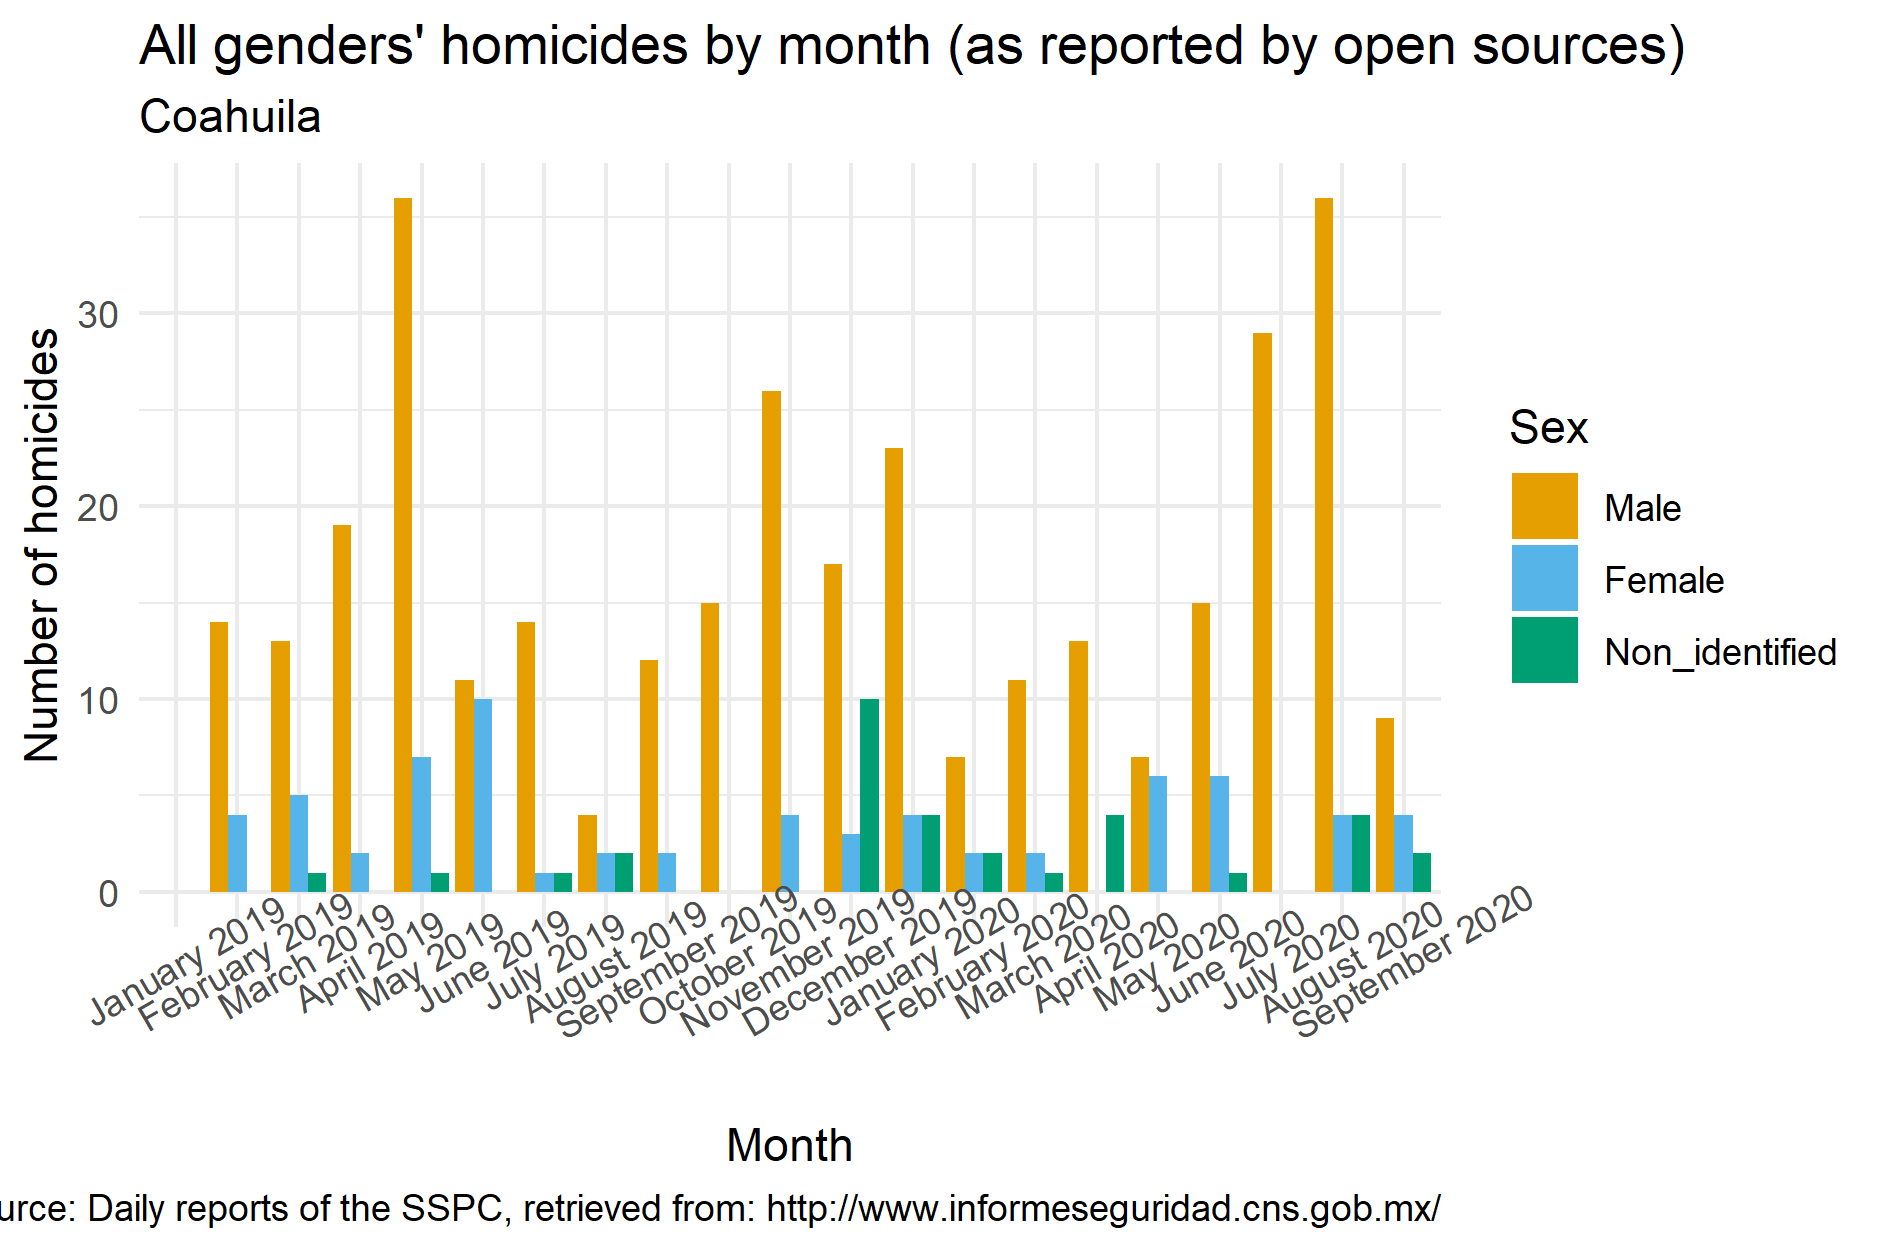 All genders' homicides by month (as reported by open sources)
Coahuila
Number of homicides
30
20
10
0
January 2019
February 2019
March 2019
April 2019
May 2019
June 2019
July 2019
August 2019
September 2019
October 2019
November 2019
December 2019
January 2020
February 2020
March 2020
April 2020
May 2020
June 2020
July 2020
August 2020
September 2020
Month
Sex
Male
Female
Non_identified
urce: Daily reports of the SSPC, retrieved from: http://www.informeseguridad.cns.gob.mx/